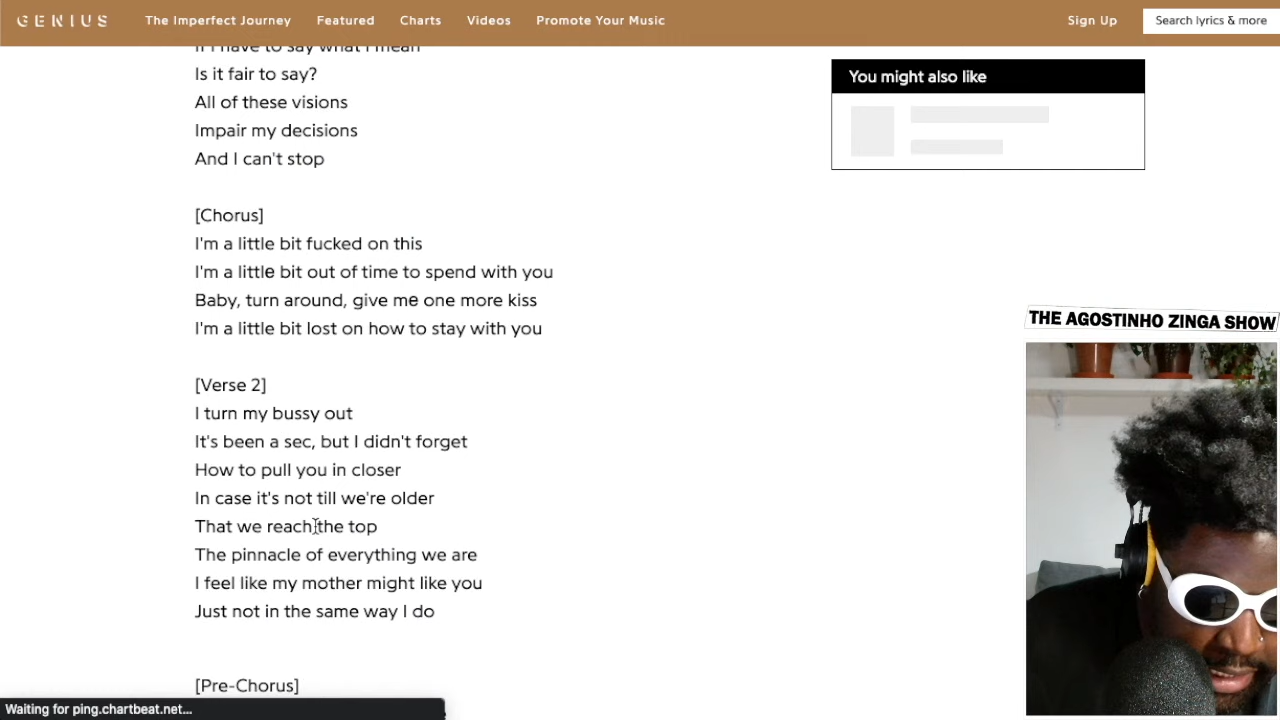 GENIUS The Imperfect Journey Featured Charts Videos Promote Your Music Sign Up Search lyrics & more
If I have to say what I mean
Is it fair to say?
All of these visions
Impair my decisions
And I can't stop
[Chorus]
I'm a little bit fucked on this
I'm a little bit out of time to spend with you
Baby, turn around, give me one more kiss
I'm a little bit lost on how to stay with you
[Verse 2]
I turn my bussy out
It's been a sec, but I didn't forget
How to pull you in closer
In case it's not till we're older
That we reach the top
The pinnacle of everything we are
I feel like my mother might like you
Just not in the same way I do
[Pre-Chorus]
You might also like
THE AGOSTINHO ZINGA SHOW
Waiting for ping.chartbeat.net...